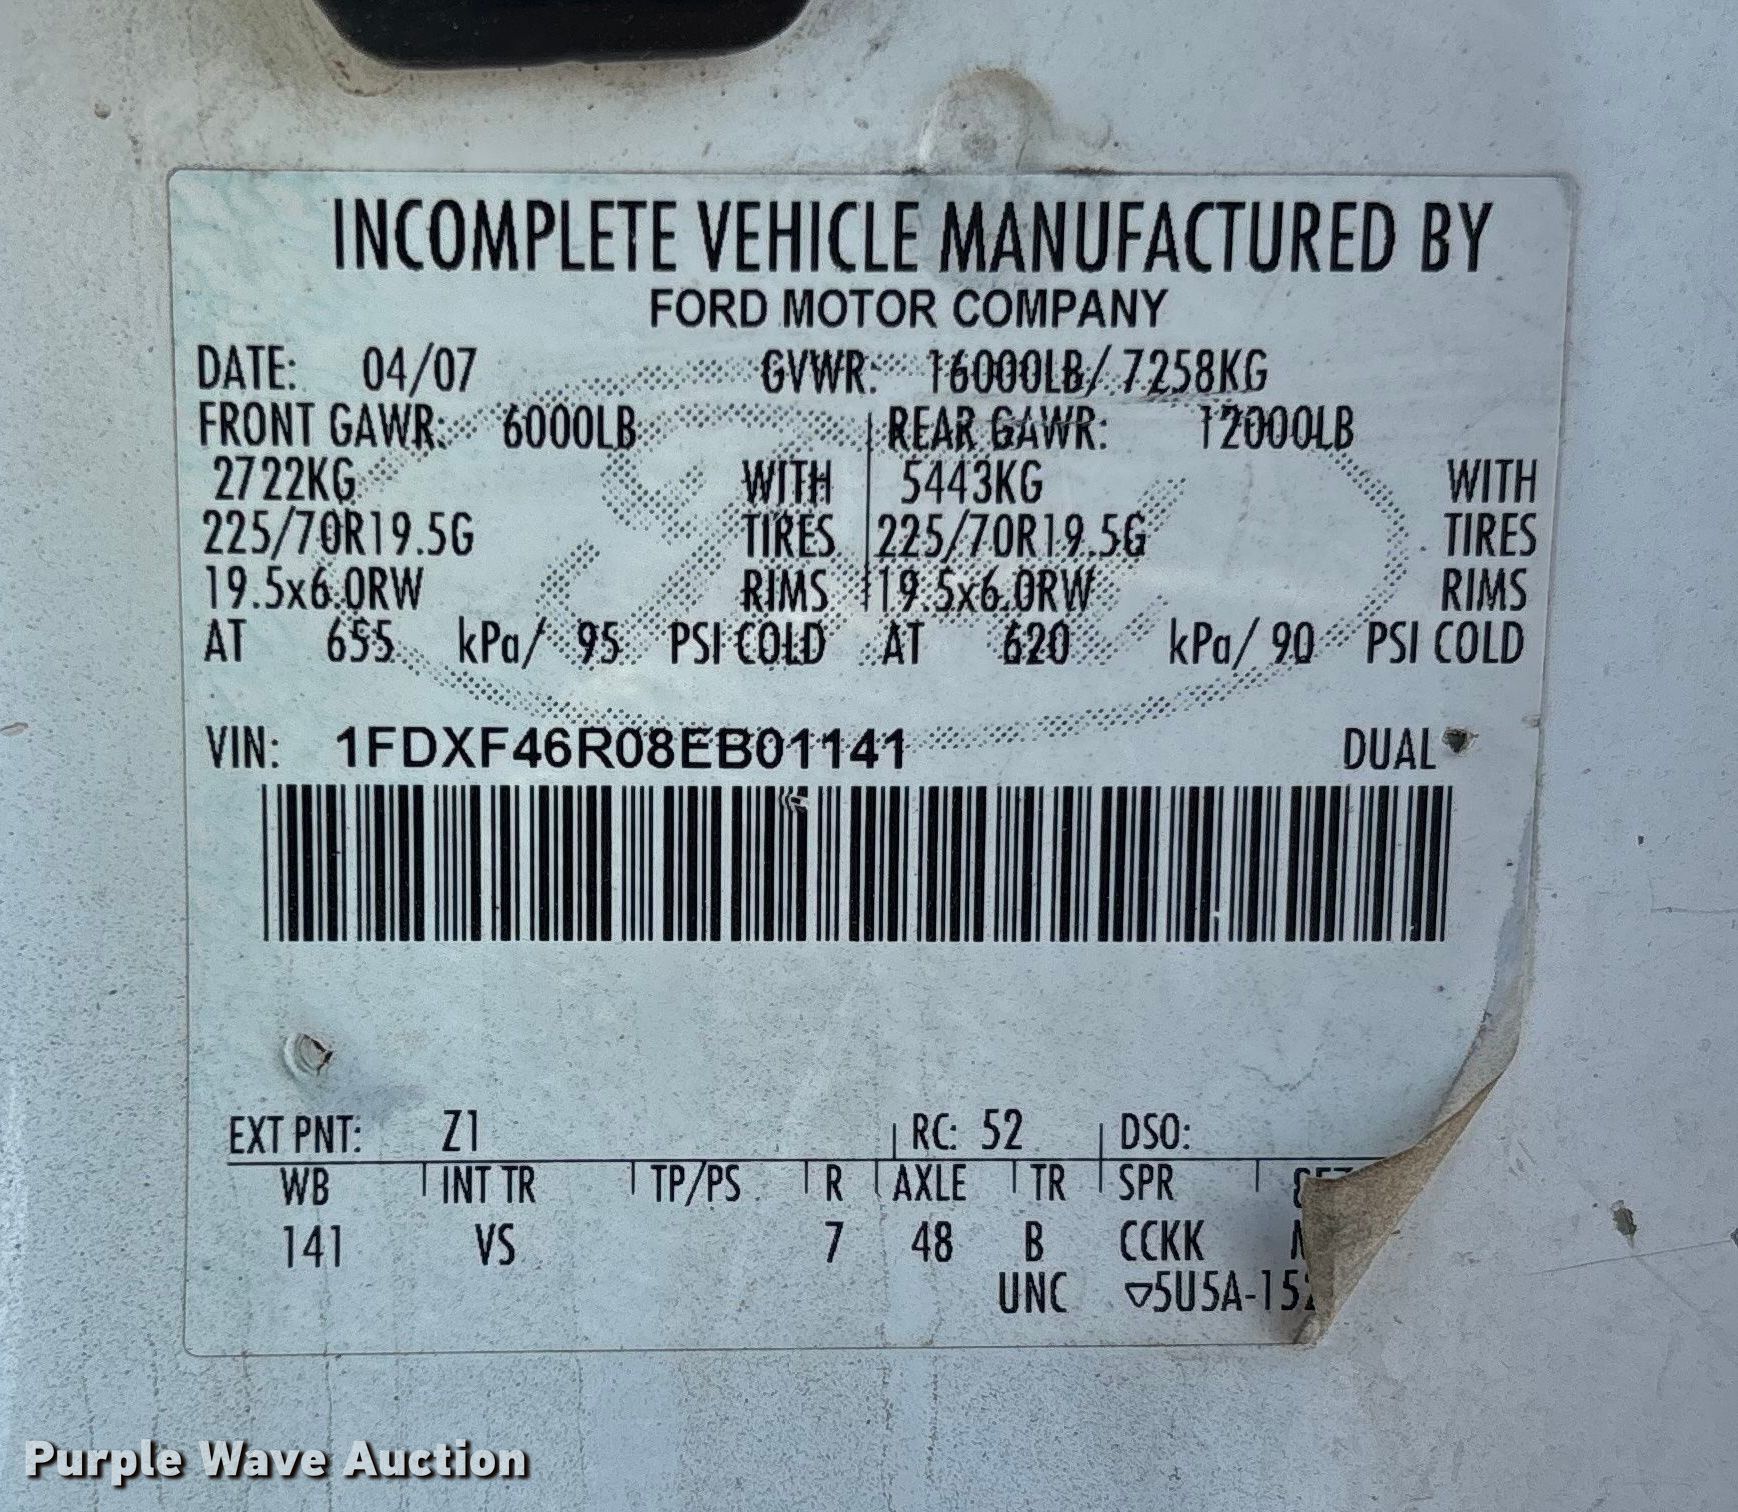 INCOMPLETE VEHICLE MANUFACTURED BY
FORD MOTOR COMPANY
DATE: 04/07 GVWR: 16000LB/ 7258KG
FRONT GAWR: 6000LB REAR GAWR: 12000LB
2722KG WITH 5443KG WITH
225/70R19.5G TIRES 225/70R19.5G TIRES
19.5x6.0RW RIMS 19.5x6.0RW RIMS
AT 655 kPa/ 95 PSI COLD AT 620 kPa/ 90 PSI COLD
VIN: 1FDXF46R08EB01141 DUAL
EXT PNT: Z1 RC: 52 DSO:
WB INT TR TP/PS R AXLE TR SPR
141 VS 7 48 B CCKK
UNC
Purple Wave Auction